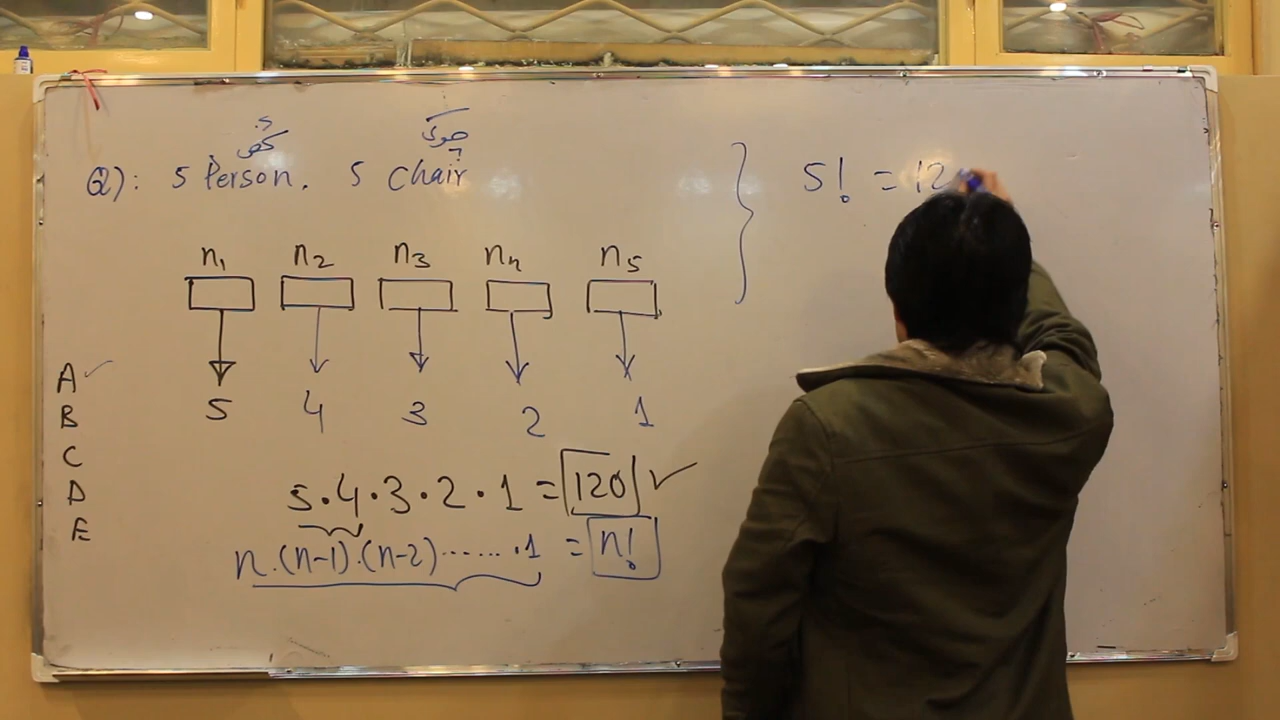 کس چوکی
Q): 5 Person. 5 Chair
n₁ n₂ n₃ n₄ n₅
5 4 3 2 1
A ✓
B
C
D
E
5·4·3·2·1 = 120 ✓
n·(n-1)·(n-2)·······1 = n!
5! = 12